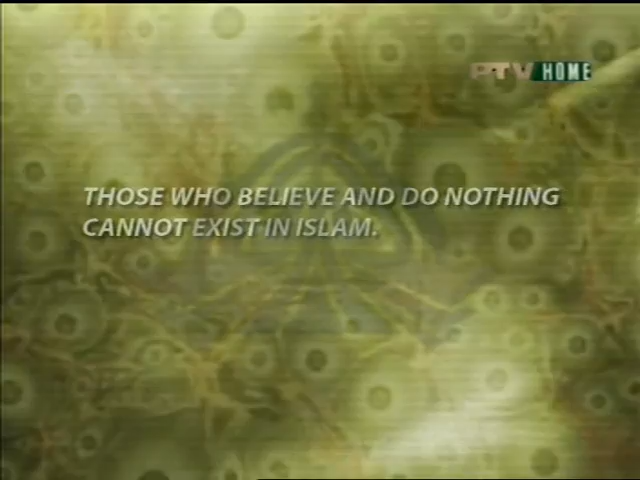 PTV HOME
THOSE WHO BELIEVE AND DO NOTHING
CANNOT EXIST IN ISLAM.